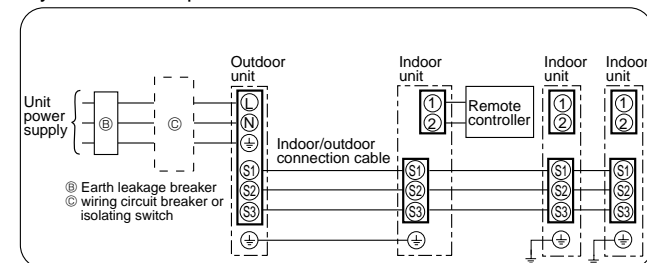 Outdoor unit
Indoor unit
Indoor unit
Indoor unit
Unit power supply
Ⓑ
Ⓒ
L
N
1
2
Remote controller
1
2
1
2
Indoor/outdoor connection cable
S1
S2
S3
S1
S2
S3
S1
S2
S3
S1
S2
S3
Ⓑ Earth leakage breaker
Ⓒ wiring circuit breaker or
isolating switch